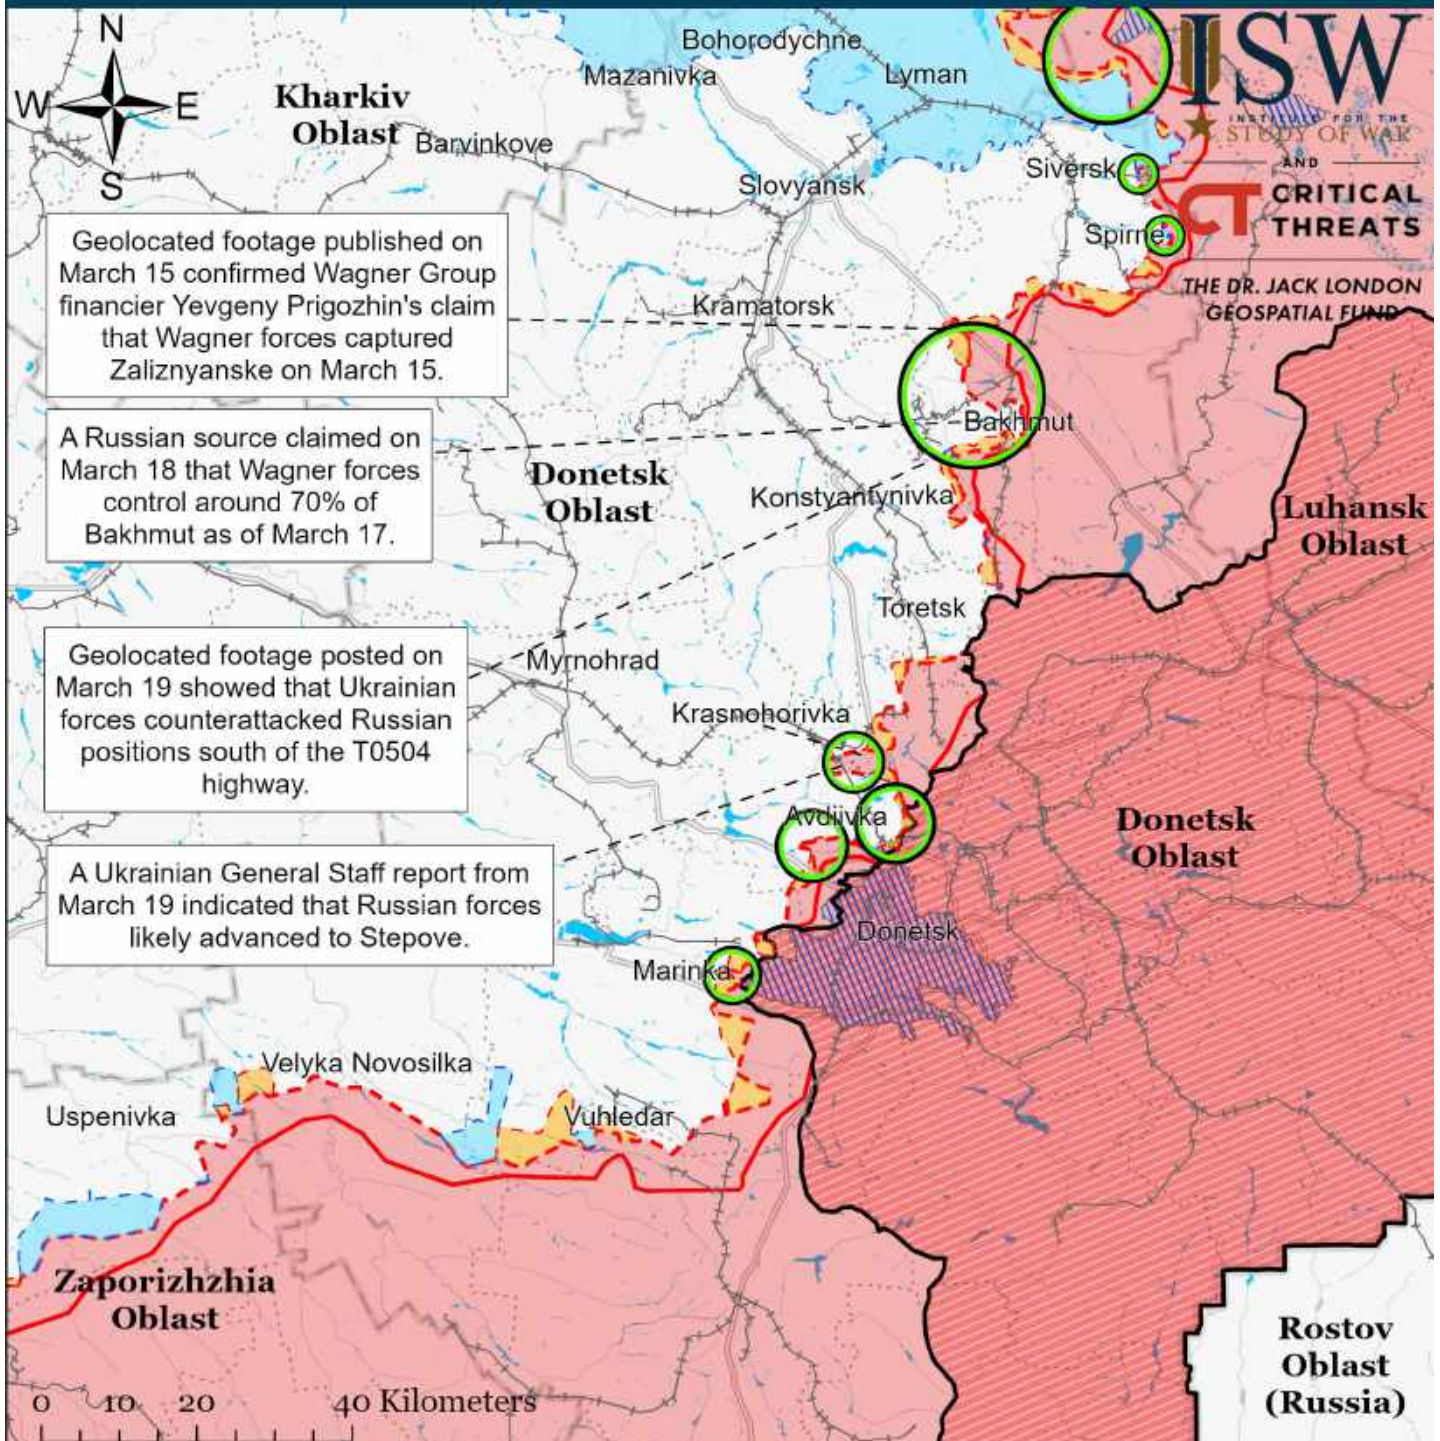 N
W
E
S
Kharkiv
Oblast
Bohorodychne
Mazanivka
Lyman
Barvinkove
Slovyansk
Siversk
Spirne
ISW
INSTITUTE FOR THE
STUDY OF WAR
AND
CT CRITICAL
THREATS
THE DR. JACK LONDON
GEOSPATIAL FUND
Geolocated footage published on
March 15 confirmed Wagner Group
financier Yevgeny Prigozhin's claim
that Wagner forces captured
Zaliznyanske on March 15.
Kramatorsk
A Russian source claimed on
March 18 that Wagner forces
control around 70% of
Bakhmut as of March 17.
Bakhmut
Donetsk
Oblast
Konstyantynivka
Luhansk
Oblast
Toretsk
Geolocated footage posted on
March 19 showed that Ukrainian
forces counterattacked Russian
positions south of the T0504
highway.
Myrnohrad
Krasnohorivka
Avdiivka
Donetsk
Oblast
A Ukrainian General Staff report from
March 19 indicated that Russian forces
likely advanced to Stepove.
Donetsk
Marinka
Velyka Novosilka
Uspenivka
Vuhledar
Zaporizhzhia
Oblast
Rostov
Oblast
(Russia)
0 10 20 40 Kilometers